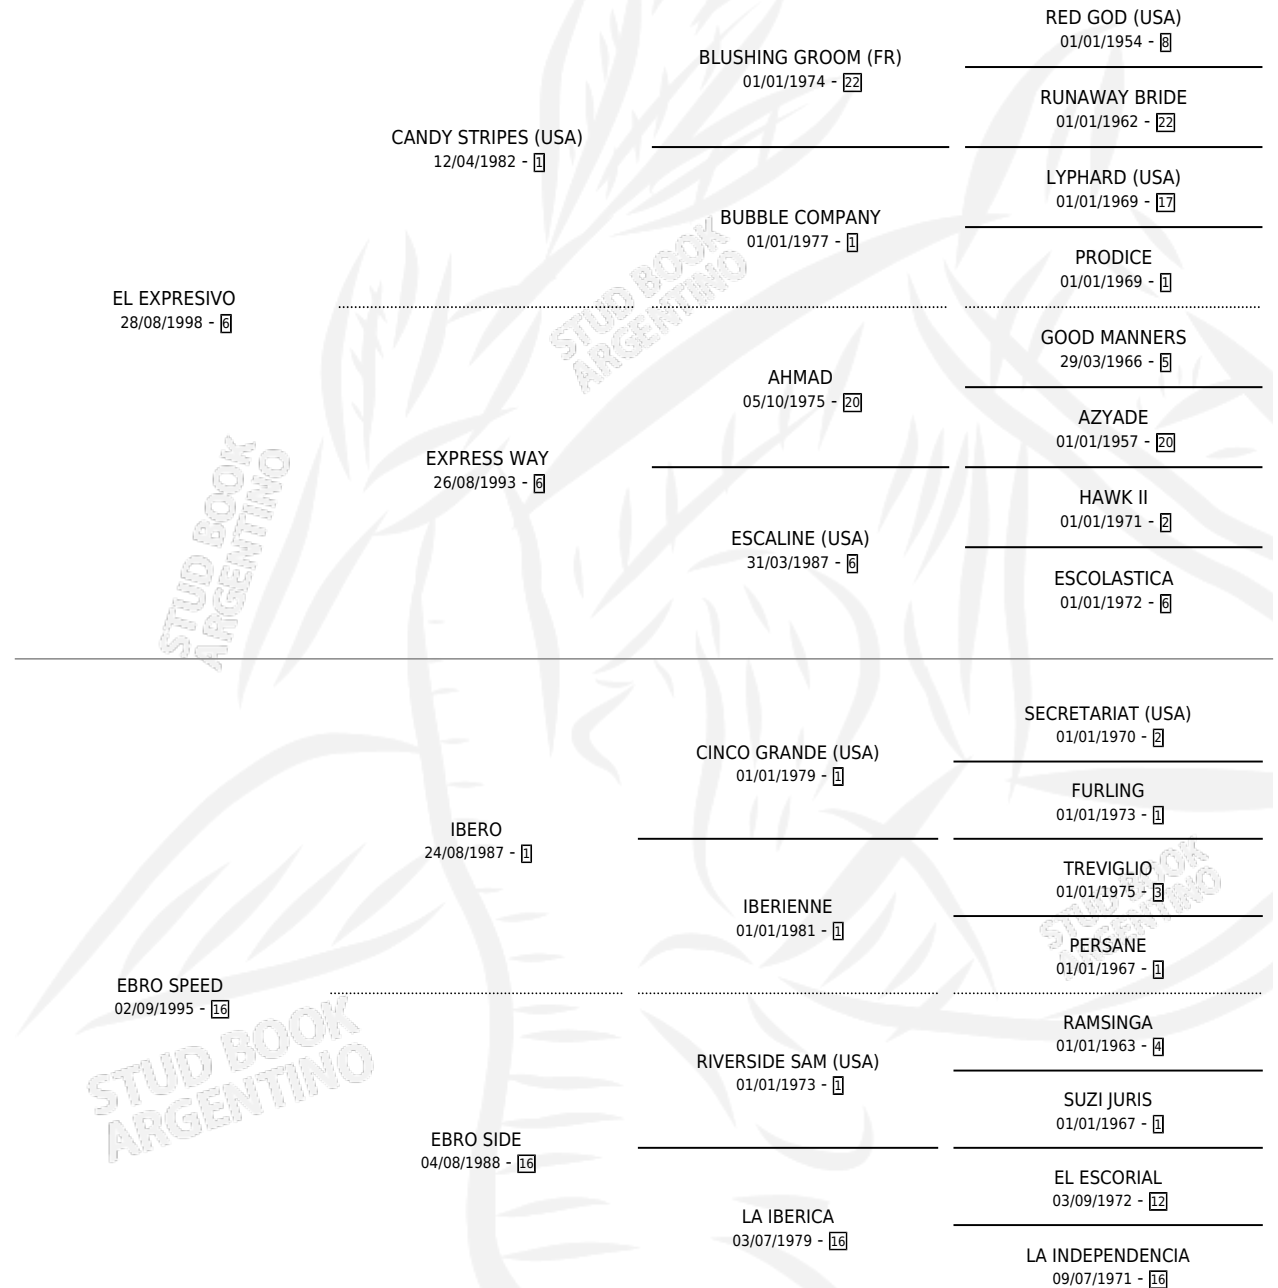 RED GOD (USA)
01/01/1954 - 8
BLUSHING GROOM (FR)
01/01/1974 - 22
RUNAWAY BRIDE
01/01/1962 - 22
CANDY STRIPES (USA)
12/04/1982 - 1
LYPHARD (USA)
01/01/1969 - 17
BUBBLE COMPANY
01/01/1977 - 1
PRODICE
01/01/1969 - 1
EL EXPRESIVO
28/08/1998 - 6
STUD BOOK
ARGENTINO
GOOD MANNERS
29/03/1966 - 5
AHMAD
05/10/1975 - 20
AZYADE
01/01/1957 - 20
EXPRESS WAY
26/08/1993 - 6
HAWK II
01/01/1971 - 2
ESCALINE (USA)
31/03/1987 - 6
ESCOLASTICA
01/01/1972 - 6
STUD BOOK
ARGENTINO
SECRETARIAT (USA)
01/01/1970 - 2
CINCO GRANDE (USA)
01/01/1979 - 1
FURLING
01/01/1973 - 1
IBERO
24/08/1987 - 1
TREVIGLIO
01/01/1975 - 3
IBERIENNE
01/01/1981 - 1
STUD BOOK
ARGENTINO
PERSANE
01/01/1967 - 1
EBRO SPEED
02/09/1995 - 16
STUD BOOK
ARGENTINO
RAMSINGA
01/01/1963 - 4
RIVERSIDE SAM (USA)
01/01/1973 - 1
SUZI JURIS
01/01/1967 - 1
EBRO SIDE
04/08/1988 - 16
EL ESCORIAL
03/09/1972 - 12
LA IBERICA
03/07/1979 - 16
LA INDEPENDENCIA
09/07/1971 - 16